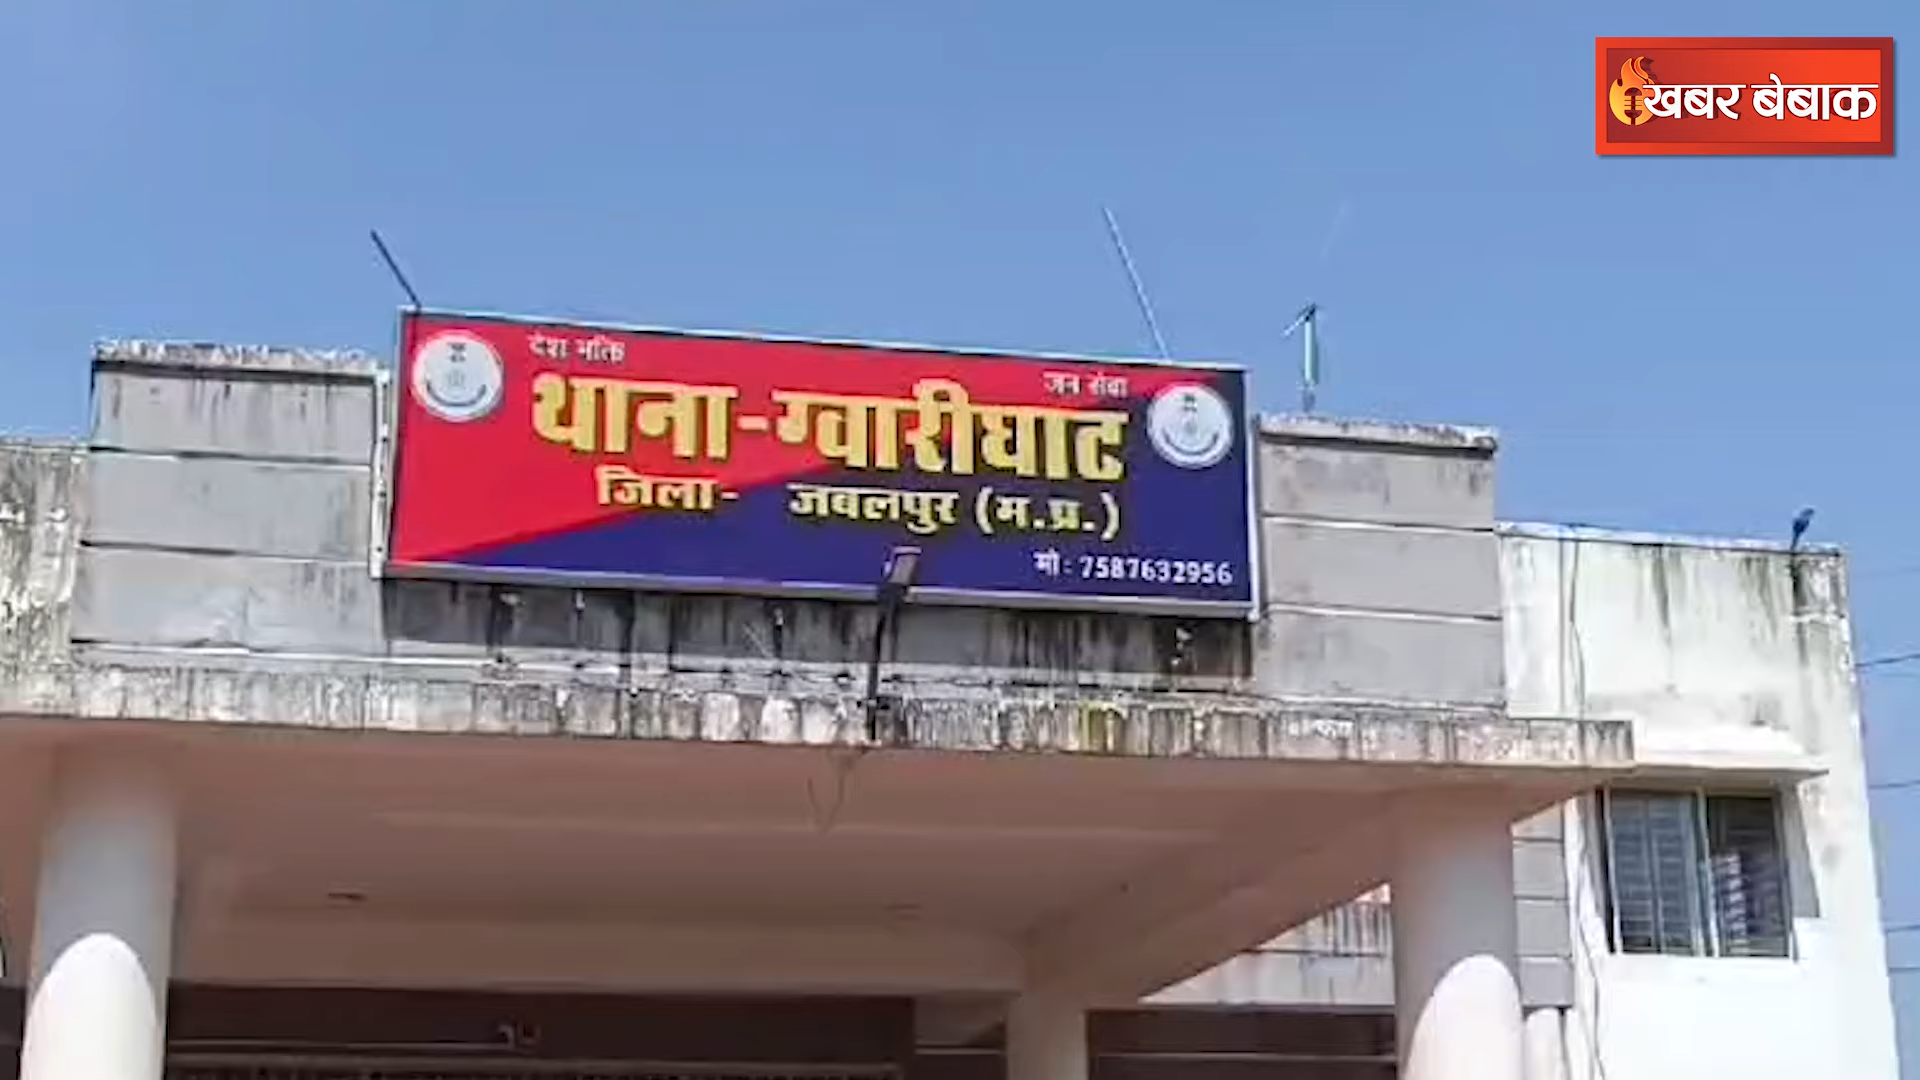 खबर बेबाक
देश भक्ति
जन सेवा
थाना-ग्वारीघाट
जिला- जबलपुर (म.प्र.)
मो: 7587632956